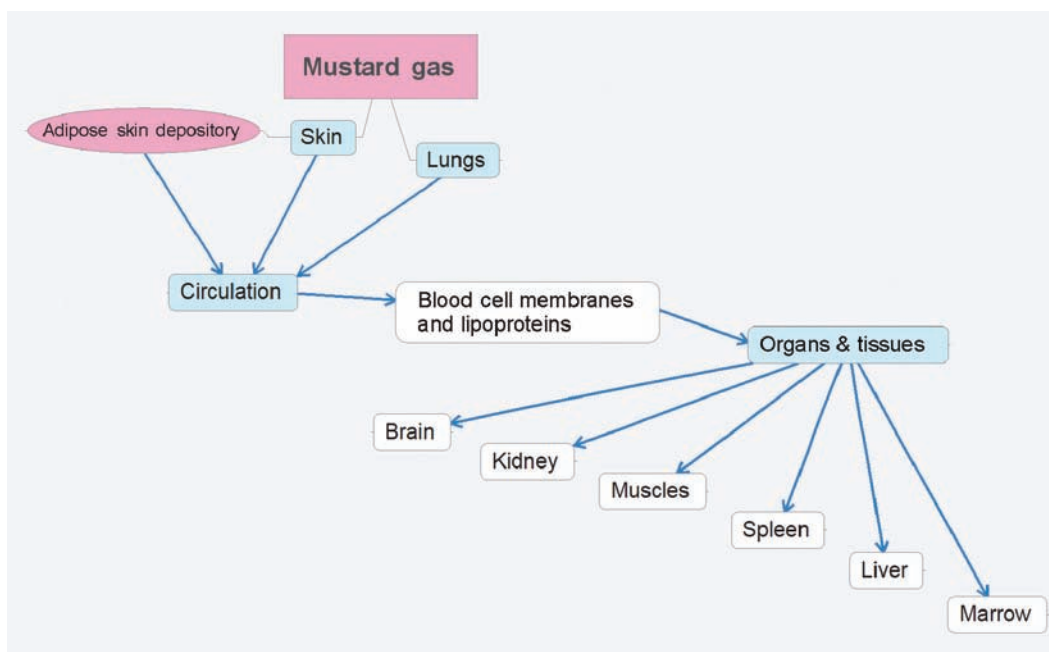 Mustard gas
Adipose skin depository
Skin
Lungs
Circulation
Blood cell membranes
and lipoproteins
Organs & tissues
Brain
Kidney
Muscles
Spleen
Liver
Marrow